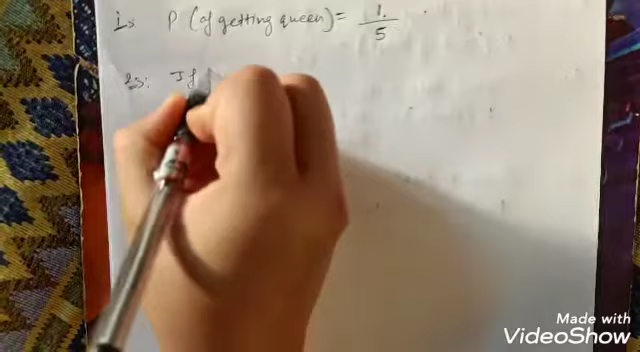 i> P (of getting queen) = 1/5
ii>: If
Made with
VideoShow